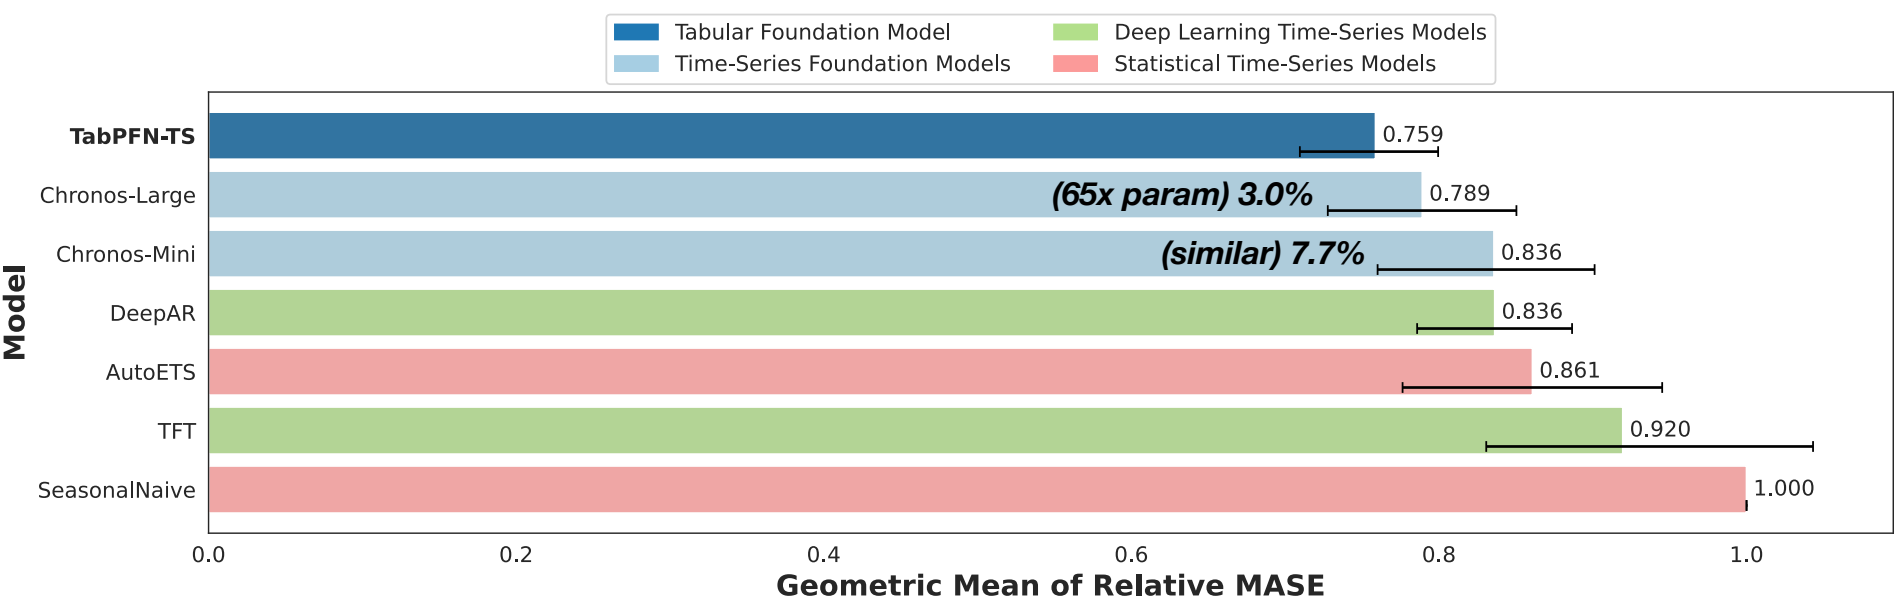 Tabular Foundation Model
Time-Series Foundation Models
Deep Learning Time-Series Models
Statistical Time-Series Models
Model
TabPFN-TS
0.759
Chronos-Large
(65x param) 3.0%
0.789
Chronos-Mini
(similar) 7.7%
0.836
DeepAR
0.836
AutoETS
0.861
TFT
0.920
SeasonalNaive
1.000
0.0 0.2 0.4 0.6 0.8 1.0
Geometric Mean of Relative MASE